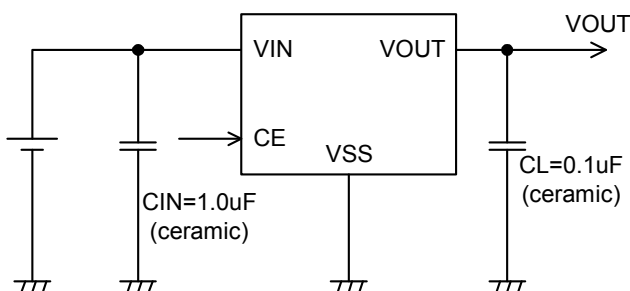 VOUT
VIN
VOUT
CE
VSS
CIN=1.0uF
(ceramic)
CL=0.1uF
(ceramic)